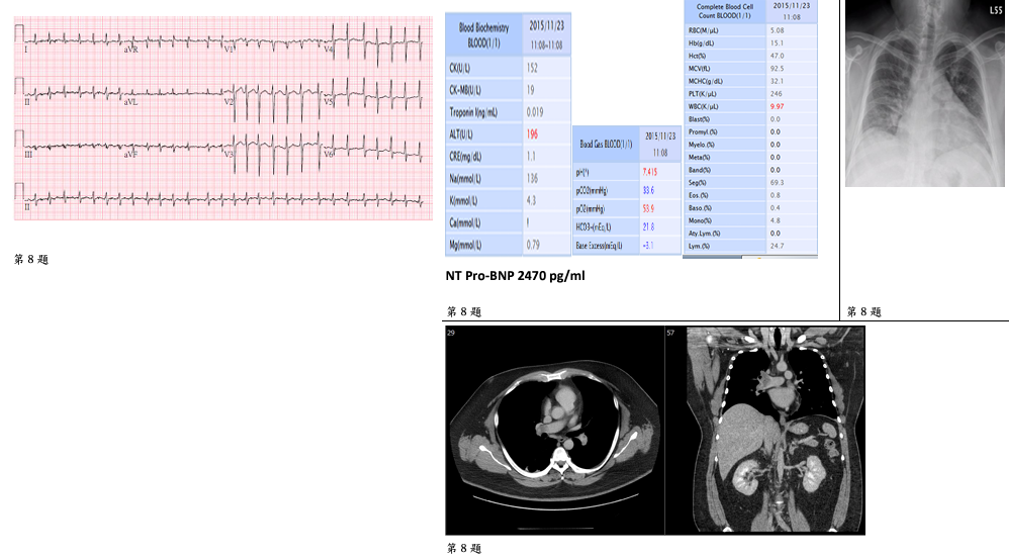 I aVR V1 V4
II aVL V2 V5
III aVF V3 V6
II
第 8 題
Blood Biochemistry BLOOD(1/1) 2015/11/23 11:08~11:08
CK(U/L) 152
CK-MB(U/L) 19
Troponin I(ng/mL) 0.019
ALT(U/L) 196
CRE(mg/dL) 1.1
Na(mmol/L) 136
K(mmol/L) 4.3
Ca(mmol/L) !
Mg(mmol/L) 0.79
Blood Gas BLOOD(1/1) 2015/11/23 11:08
pH(*) 7.415
pCO2(mmHg) 33.6
pO2(mmHg) 53.9
HCO3-(mEq/L) 21.8
Base Excess(mEq/L) -3.1
Complete Blood Cell Count BLOOD(1/1) 2015/11/23 11:08
RBC(M/μL) 5.08
Hb(g/dL) 15.1
Hct(%) 47.0
MCV(fL) 92.5
MCHC(g/dL) 32.1
PLT(K/μL) 246
WBC(K/μL) 9.97
Blast(%) 0.0
Promyl.(%) 0.0
Myelo.(%) 0.0
Meta(%) 0.0
Band(%) 0.0
Seg(%) 69.3
Eos.(%) 0.8
Baso.(%) 0.4
Mono(%) 4.8
Aty.Lym.(%) 0.0
Lym.(%) 24.7
NT Pro-BNP 2470 pg/ml
第 8 題
L55
第 8 題
29
57
第 8 題